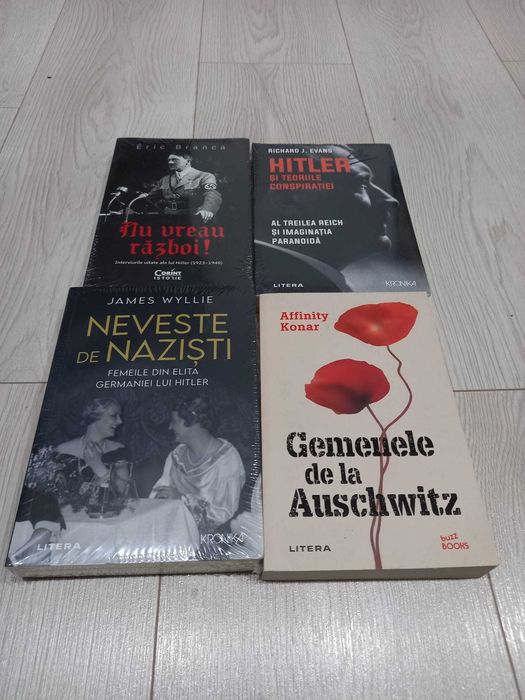 Éric Branca
Nu vreau
război!
Interviurile uitate ale lui Hitler (1923-1940)
CORINT
ISTORIE
RICHARD J. EVANS
HITLER
ȘI TEORIILE
CONSPIRAȚIEI
AL TREILEA REICH
ȘI IMAGINAȚIA
PARANOIDĂ
LITERA
KRONIKA
JAMES WYLLIE
NEVESTE
DE NAZIȘTI
FEMEILE DIN ELITA
GERMANIEI LUI HITLER
LITERA
KRONIKA
Affinity
Konar
Gemenele
de la
Auschwitz
LITERA
buzz
BOOKS